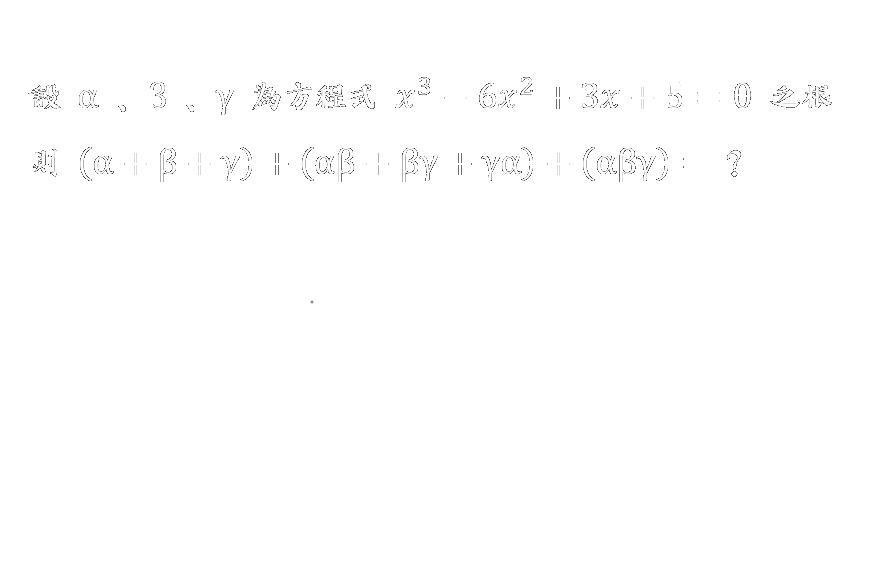 設 α 、 3 、 γ 為方程式 x³ − 6x² + 3x + 5 = 0 之根
則 (α + β + γ) + (αβ + βγ + γα) + (αβγ) = ?